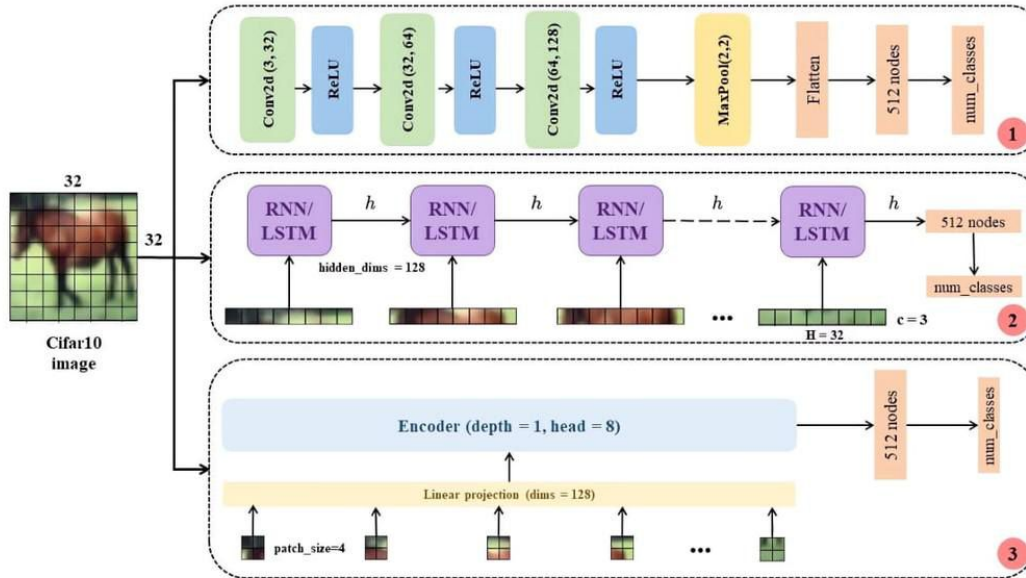 32
32
Cifar10
image
Conv2d (3, 32)
ReLU
Conv2d (32, 64)
ReLU
Conv2d (64, 128)
ReLU
MaxPool(2,2)
Flatten
512 nodes
num_classes
1
RNN/
LSTM
h
RNN/
LSTM
h
RNN/
LSTM
h
RNN/
LSTM
h
512 nodes
num_classes
hidden_dims = 128
...
H = 32
c = 3
2
Encoder (depth = 1, head = 8)
512 nodes
num_classes
Linear projection (dims = 128)
patch_size=4
...
3